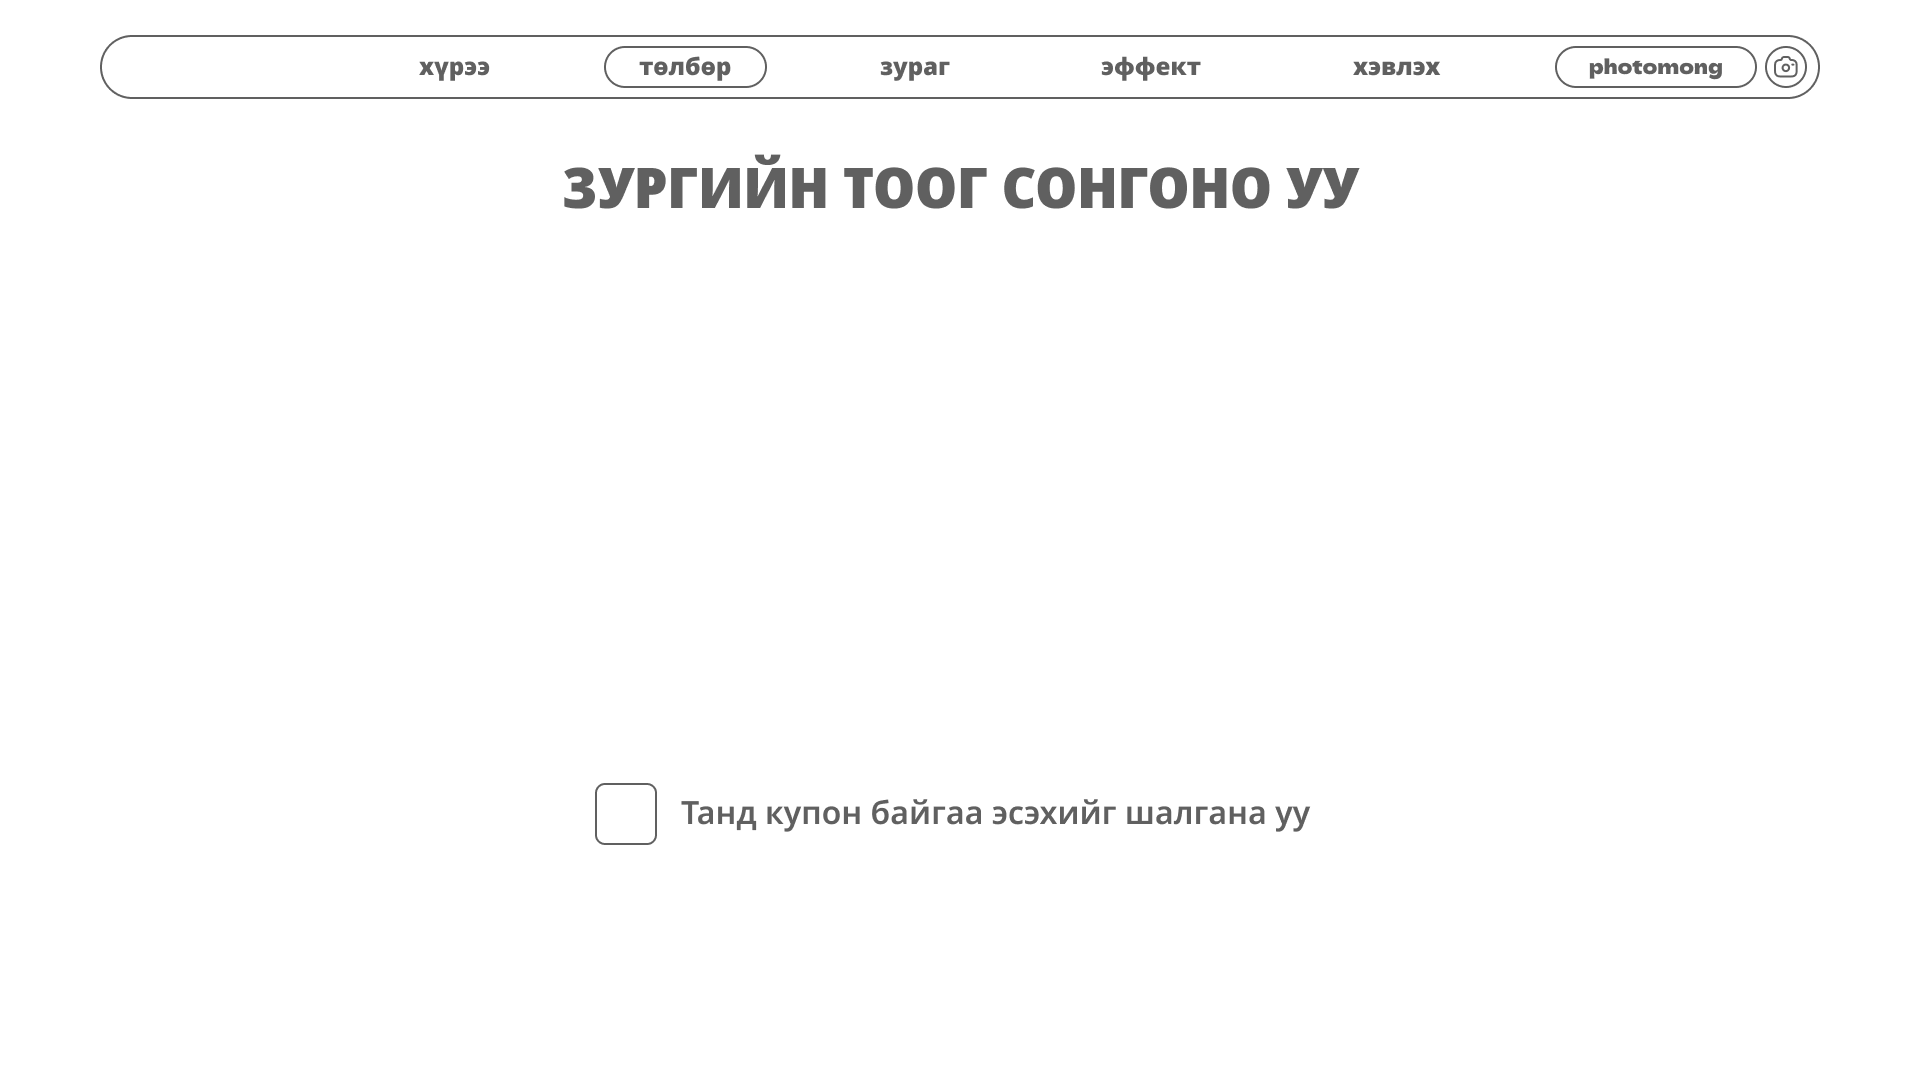 хүрээ төлбөр зураг эффект хэвлэх photomong
ЗУРГИЙН ТООГ СОНГОНО УУ
Танд купон байгаа эсэхийг шалгана уу